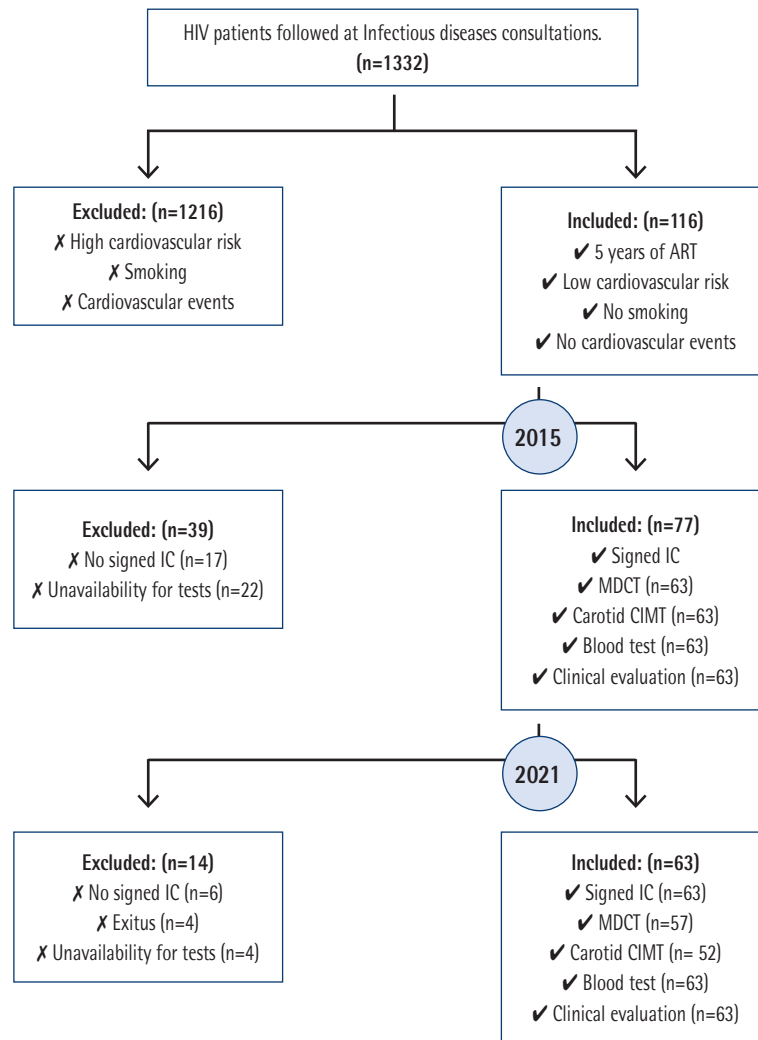 HIV patients followed at Infectious diseases consultations.
(n=1332)
Excluded: (n=1216)
✗ High cardiovascular risk
✗ Smoking
✗ Cardiovascular events
Included: (n=116)
✔ 5 years of ART
✔ Low cardiovascular risk
✔ No smoking
✔ No cardiovascular events
2015
Excluded: (n=39)
✗ No signed IC (n=17)
✗ Unavailability for tests (n=22)
Included: (n=77)
✔ Signed IC
✔ MDCT (n=63)
✔ Carotid CIMT (n=63)
✔ Blood test (n=63)
✔ Clinical evaluation (n=63)
2021
Excluded: (n=14)
✗ No signed IC (n=6)
✗ Exitus (n=4)
✗ Unavailability for tests (n=4)
Included: (n=63)
✔ Signed IC (n=63)
✔ MDCT (n=57)
✔ Carotid CIMT (n= 52)
✔ Blood test (n=63)
✔ Clinical evaluation (n=63)